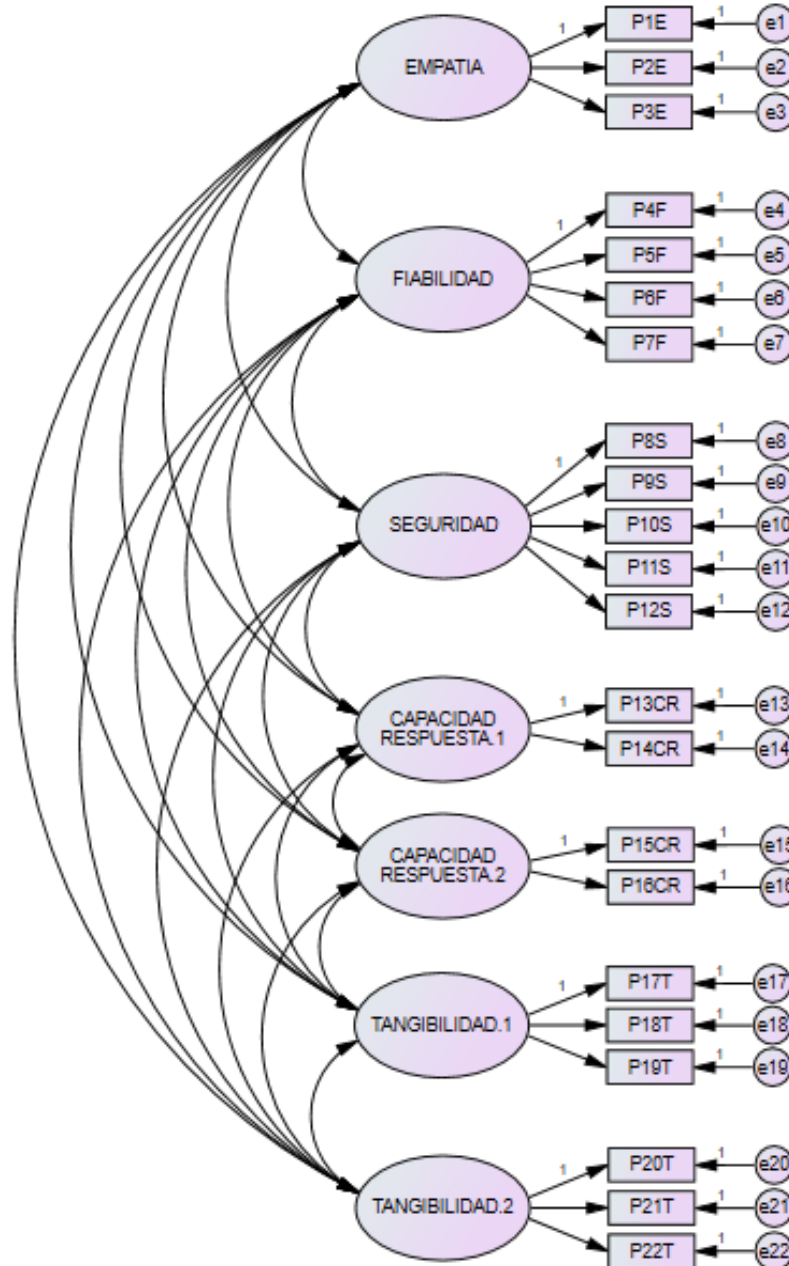 1 P1E 1 e1
EMPATIA P2E 1 e2
P3E 1 e3
1 P4F 1 e4
P5F 1 e5
FIABILIDAD P6F 1 e6
P7F 1 e7
1 P8S 1 e8
P9S 1 e9
SEGURIDAD P10S 1 e10
P11S 1 e11
P12S 1 e12
1 P13CR 1 e13
CAPACIDAD
RESPUESTA.1 P14CR 1 e14
1 P15CR 1 e15
CAPACIDAD
RESPUESTA.2 P16CR 1 e16
1 P17T 1 e17
TANGIBILIDAD.1 P18T 1 e18
P19T 1 e19
1 P20T 1 e20
TANGIBILIDAD.2 P21T 1 e21
P22T 1 e22